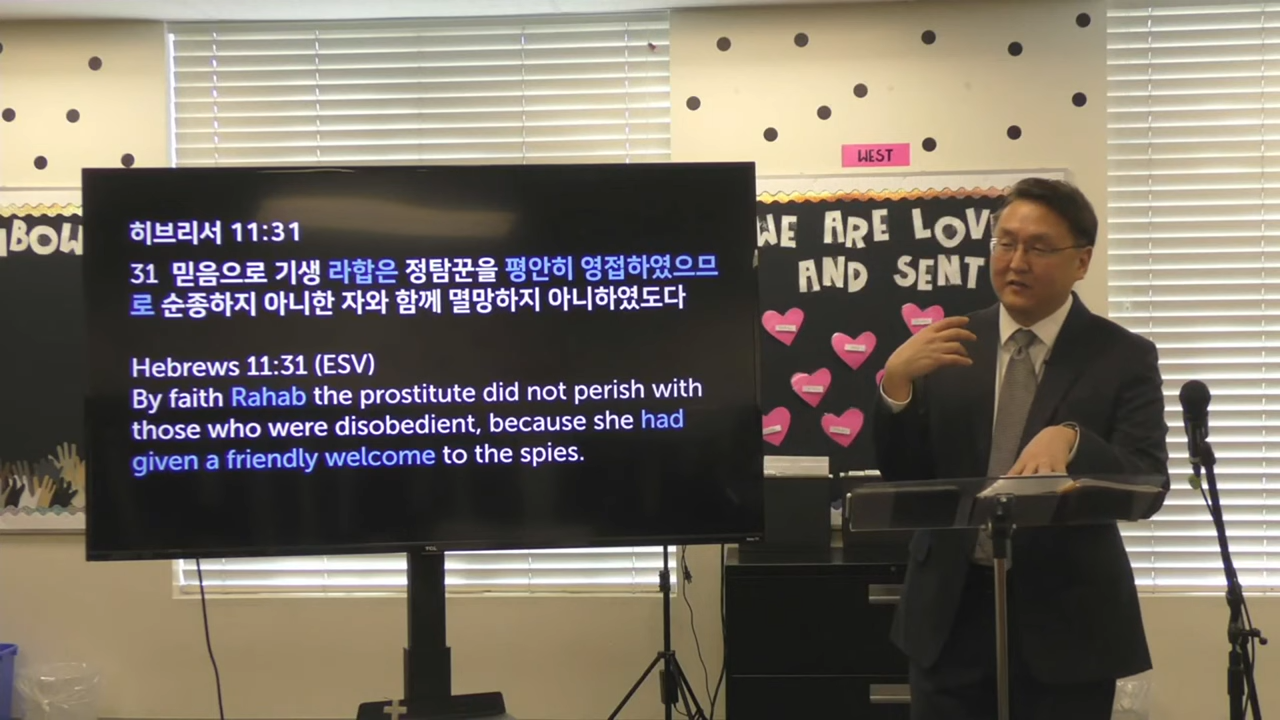 히브리서 11:31
31 믿음으로 기생 라합은 정탐꾼을 평안히 영접하였으므
로 순종하지 아니한 자와 함께 멸망하지 아니하였도다
Hebrews 11:31 (ESV)
By faith Rahab the prostitute did not perish with
those who were disobedient, because she had
given a friendly welcome to the spies.
TCL
WEST
WE ARE LOV
AND SENT
BOW